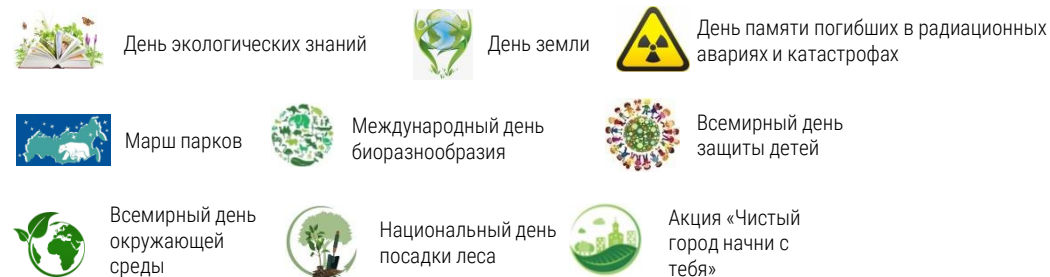 День экологических знаний
День земли
День памяти погибших в радиационных
авариях и катастрофах
Марш парков
Международный день
биоразнообразия
Всемирный день
защиты детей
Всемирный день
окружающей
среды
Национальный день
посадки леса
Акция «Чистый
город начни с
тебя»